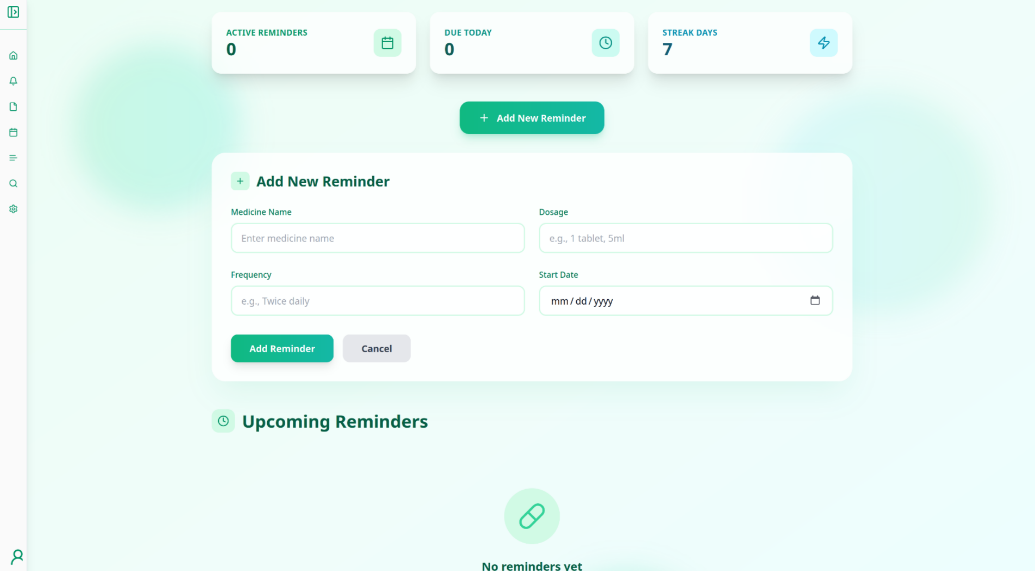 ACTIVE REMINDERS
0
DUE TODAY
0
STREAK DAYS
7
Add New Reminder
Add New Reminder
Medicine Name
Enter medicine name
Dosage
e.g., 1 tablet, 5ml
Frequency
e.g., Twice daily
Start Date
mm/dd/yyyy
Add Reminder
Cancel
Upcoming Reminders
No reminders yet